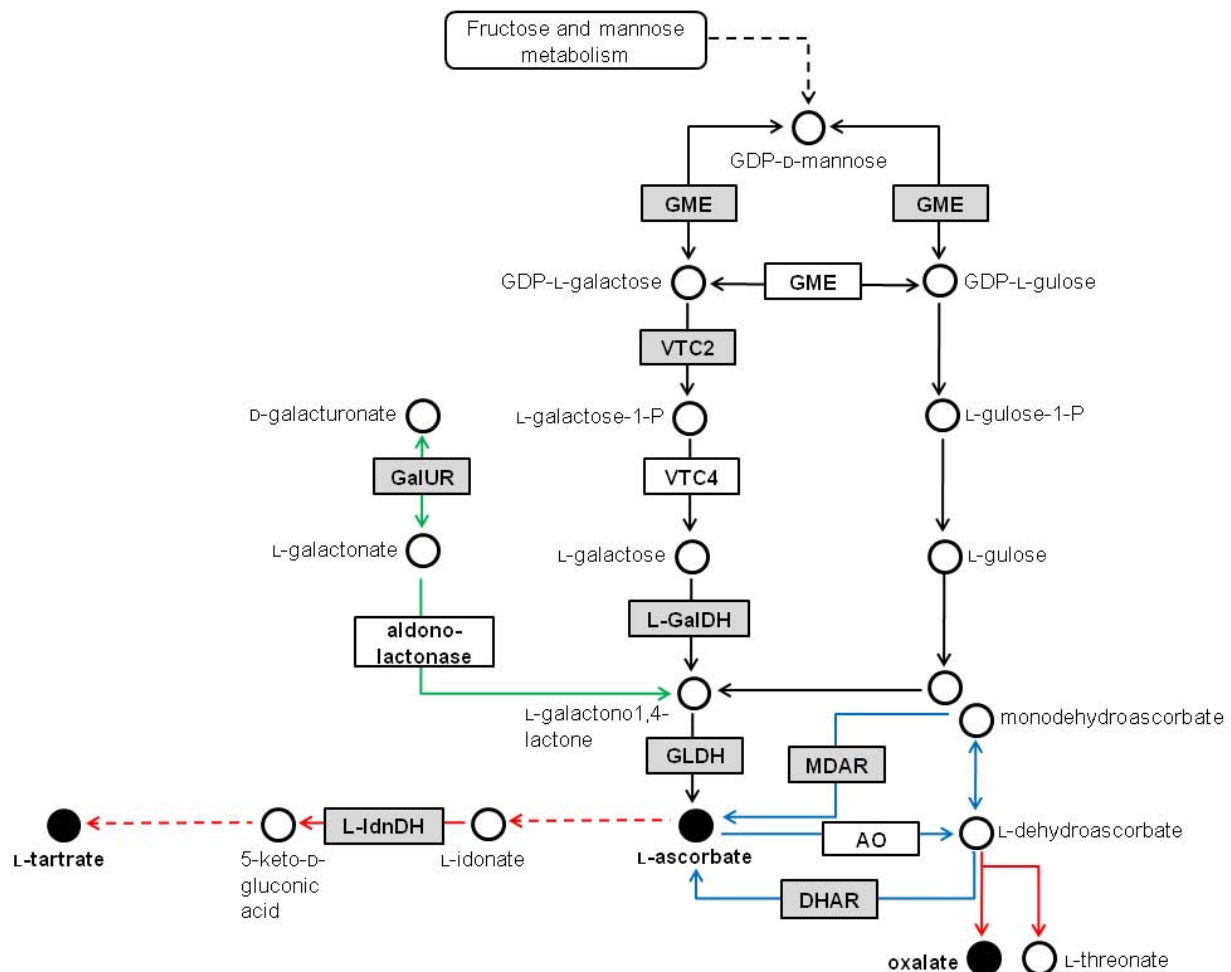 Fructose and mannose
metabolism
GDP-D-mannose
GME
GME
GDP-L-galactose
GME
GDP-L-gulose
VTC2
D-galacturonate
L-galactose-1-P
L-gulose-1-P
GalUR
VTC4
L-galactonate
L-galactose
L-gulose
aldono-
lactonase
L-GalDH
L-galactono1,4-
lactone
monodehydroascorbate
GLDH
MDAR
L-IdnDH
AO
L-dehydroascorbate
L-tartrate
5-keto-D-
gluconic
acid
L-idonate
L-ascorbate
DHAR
oxalate
L-threonate